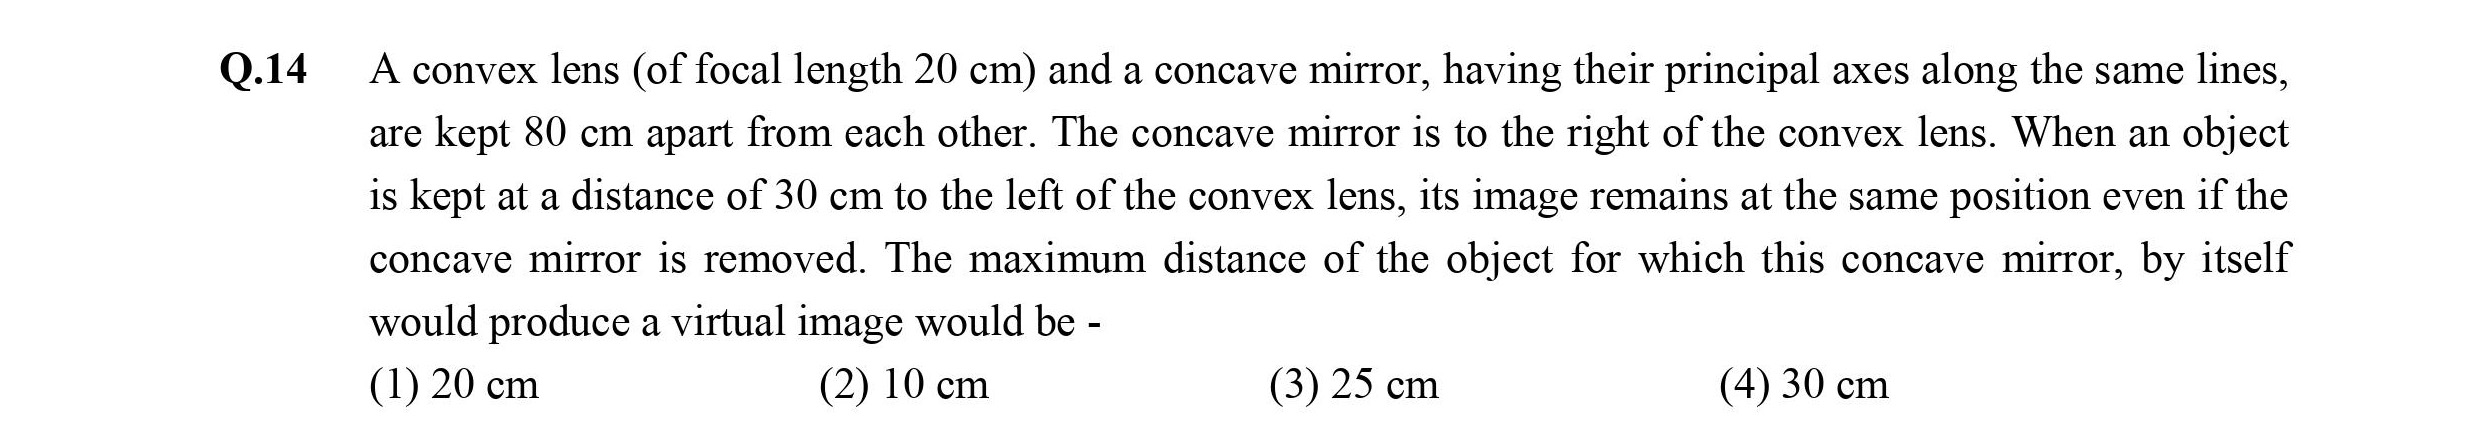 Q.14 A convex lens (of focal length 20 cm) and a concave mirror, having their principal axes along the same lines,
are kept 80 cm apart from each other. The concave mirror is to the right of the convex lens. When an object
is kept at a distance of 30 cm to the left of the convex lens, its image remains at the same position even if the
concave mirror is removed. The maximum distance of the object for which this concave mirror, by itself
would produce a virtual image would be -
(1) 20 cm (2) 10 cm (3) 25 cm (4) 30 cm